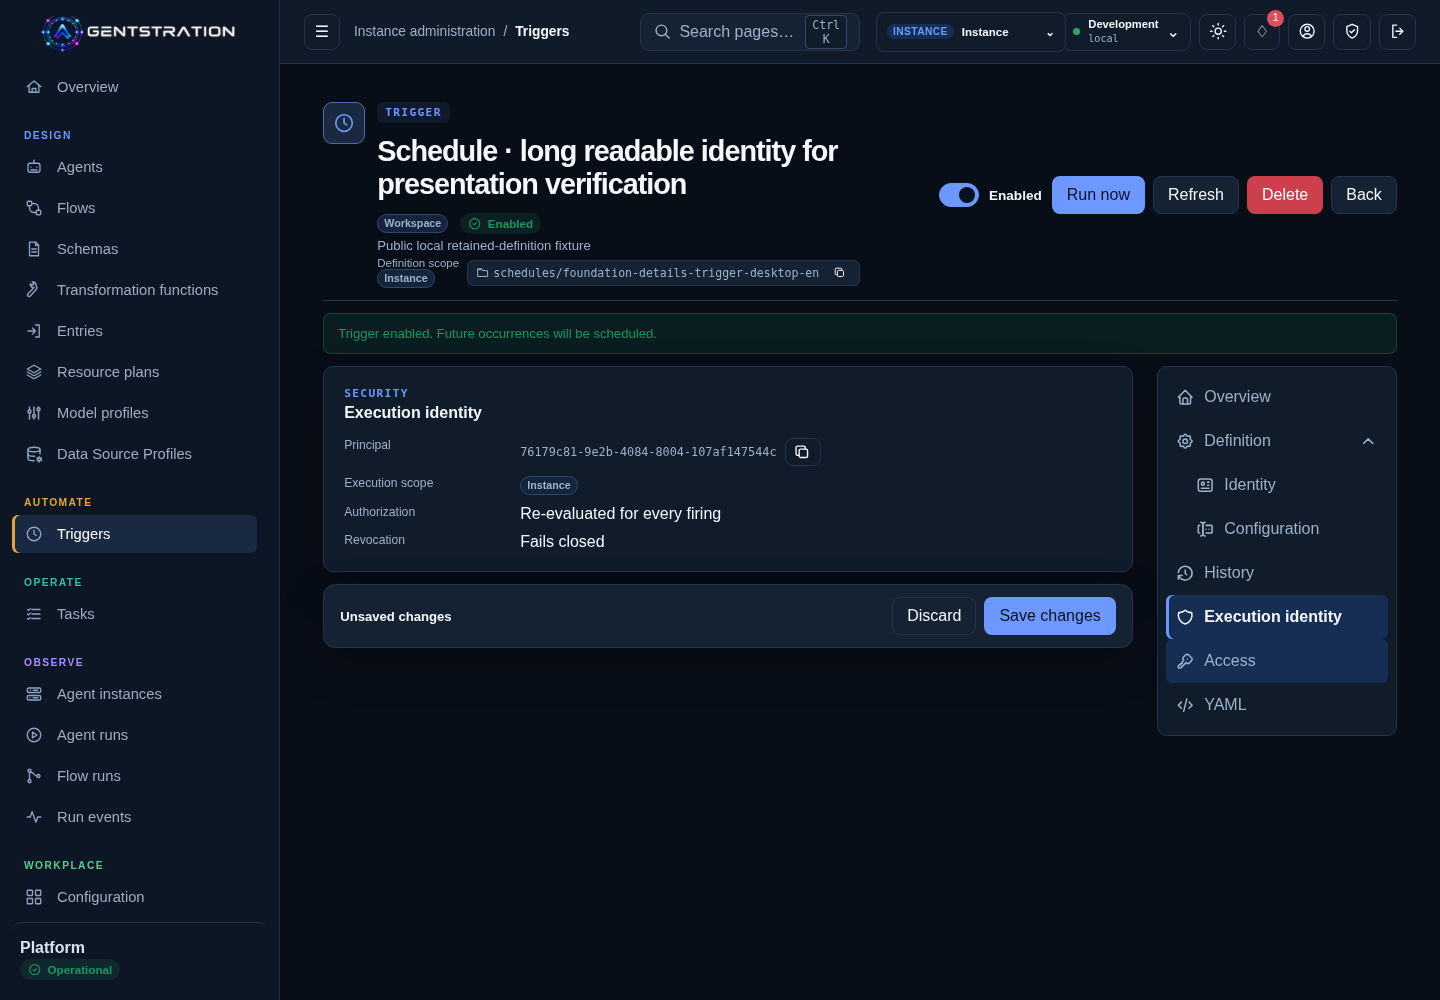 GENTSTRATION
Overview
DESIGN
Agents
Flows
Schemas
Transformation functions
Entries
Resource plans
Model profiles
Data Source Profiles
AUTOMATE
Triggers
OPERATE
Tasks
OBSERVE
Agent instances
Agent runs
Flow runs
Run events
WORKPLACE
Configuration
Platform
Operational
Instance administration / Triggers
Search pages… Ctrl K
INSTANCE Instance
Development
local
1
TRIGGER
Schedule · long readable identity for
presentation verification
Workspace Enabled
Public local retained-definition fixture
Definition scope
Instance
schedules/foundation-details-trigger-desktop-en
Enabled Run now Refresh Delete Back
Trigger enabled. Future occurrences will be scheduled.
SECURITY
Execution identity
Principal 76179c81-9e2b-4084-8004-107af147544c
Execution scope Instance
Authorization Re-evaluated for every firing
Revocation Fails closed
Unsaved changes Discard Save changes
Overview
Definition
Identity
Configuration
History
Execution identity
Access
YAML